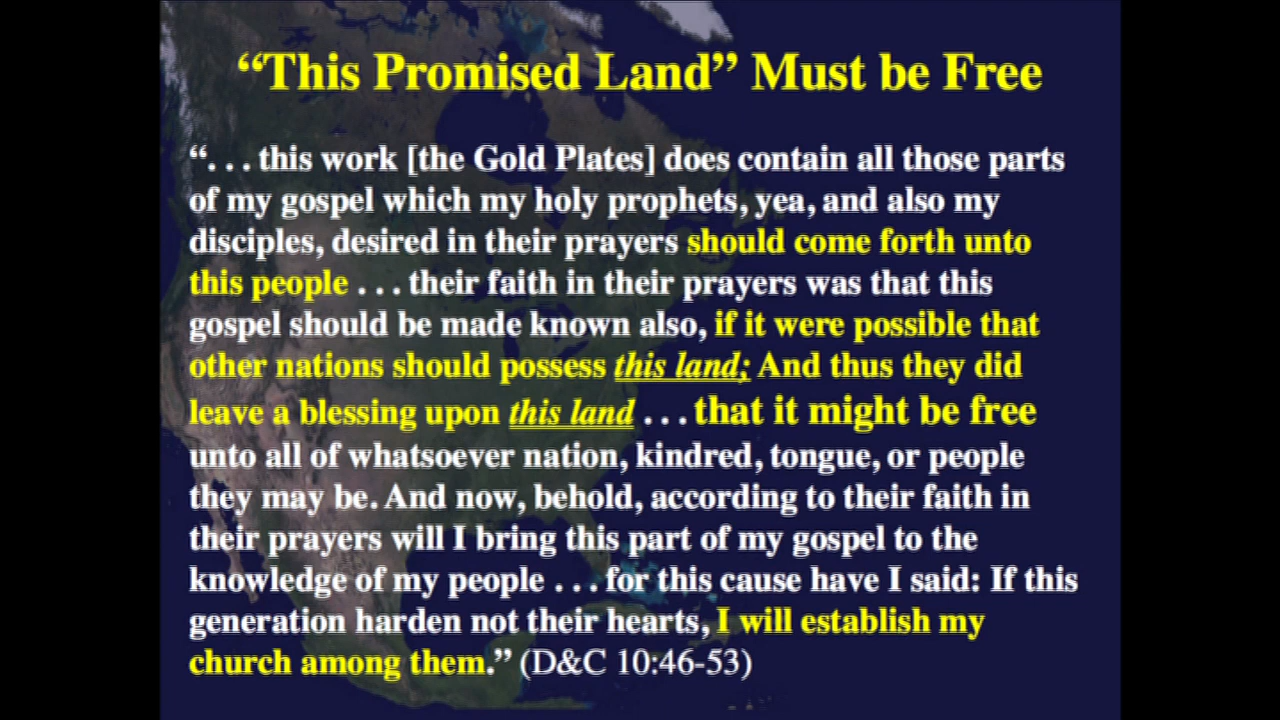 “This Promised Land” Must be Free
“. . . this work [the Gold Plates] does contain all those parts
of my gospel which my holy prophets, yea, and also my
disciples, desired in their prayers should come forth unto
this people . . . their faith in their prayers was that this
gospel should be made known also, if it were possible that
other nations should possess this land; And thus they did
leave a blessing upon this land . . . that it might be free
unto all of whatsoever nation, kindred, tongue, or people
they may be. And now, behold, according to their faith in
their prayers will I bring this part of my gospel to the
knowledge of my people . . . for this cause have I said: If this
generation harden not their hearts, I will establish my
church among them.” (D&C 10:46-53)